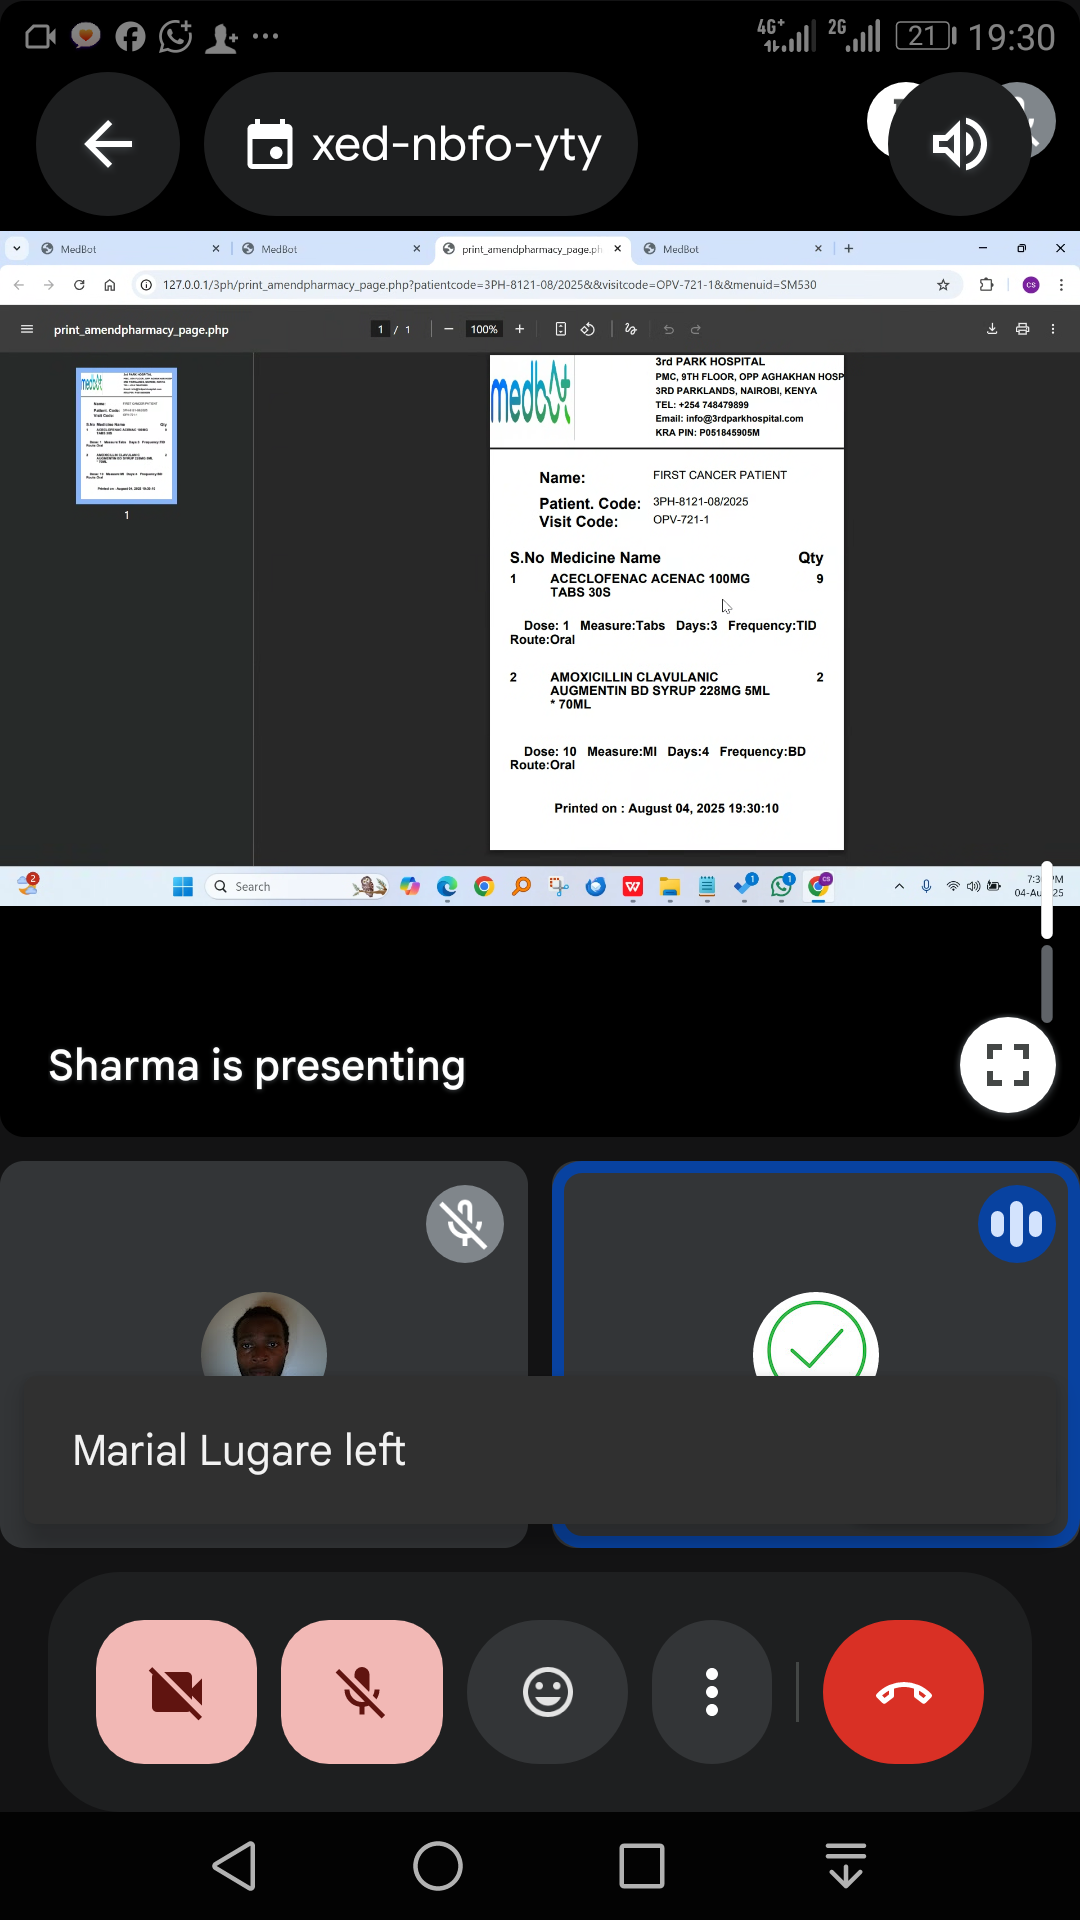 4G+ 2G 21 19:30
xed-nbfo-yty
MedBot MedBot print_amendpharmacy_page.ph MedBot
127.0.0.1/3ph/print_amendpharmacy_page.php?patientcode=3PH-8121-08/2025&&visitcode=OPV-721-1&&menuid=SM530
CS
print_amendpharmacy_page.php 1 / 1 100%
medbot
3rd PARK HOSPITAL
PMC, 9TH FLOOR, OPP AGHAKHAN HOSP
3RD PARKLANDS, NAIROBI, KENYA
TEL: +254 748479899
Email: info@3rdparkhospital.com
KRA PIN: P051845905M
Name: FIRST CANCER PATIENT
Patient. Code: 3PH-8121-08/2025
Visit Code: OPV-721-1
S.No Medicine Name Qty
1 ACECLOFENAC ACENAC 100MG 9
TABS 30S
Dose: 1 Measure:Tabs Days:3 Frequency:TID
Route:Oral
2 AMOXICILLIN CLAVULANIC 2
AUGMENTIN BD SYRUP 228MG 5ML
* 70ML
Dose: 10 Measure:Ml Days:4 Frequency:BD
Route:Oral
Printed on : August 04, 2025 19:30:10
1
2 Search 1 1 CS
Sharma is presenting
Marial Lugare left